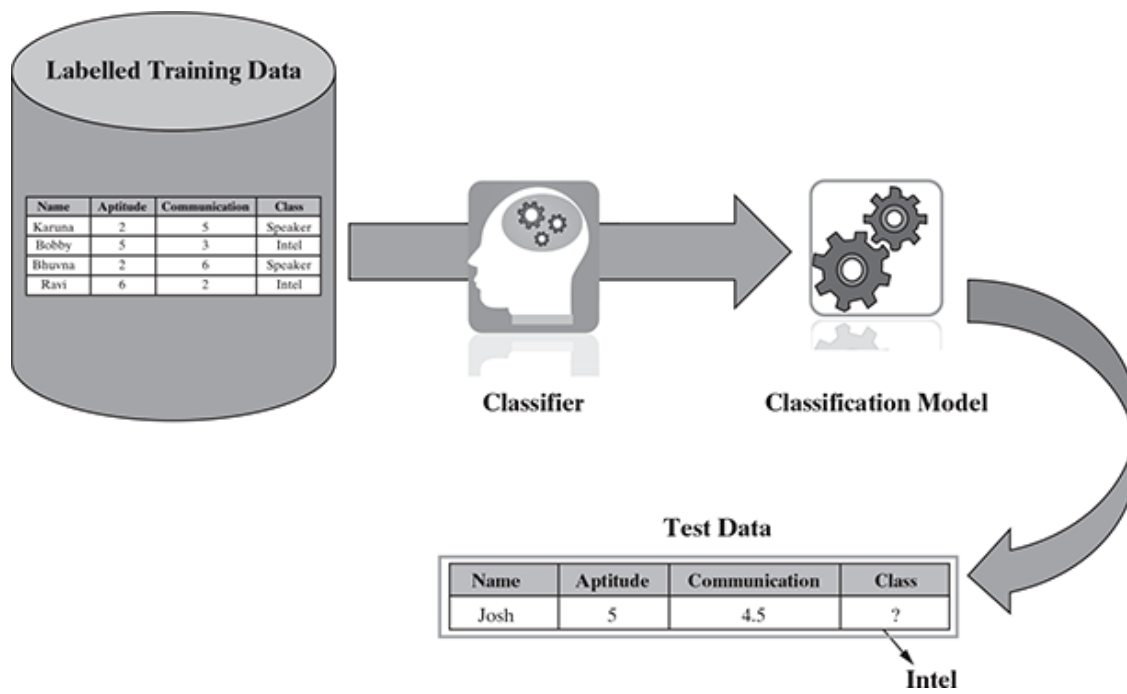 Labelled Training Data
Name Aptitude Communication Class
Karuna 2 5 Speaker
Bobby 5 3 Intel
Bhuvna 2 6 Speaker
Ravi 6 2 Intel
Classifier
Classification Model
Test Data
Name Aptitude Communication Class
Josh 5 4.5 ?
Intel